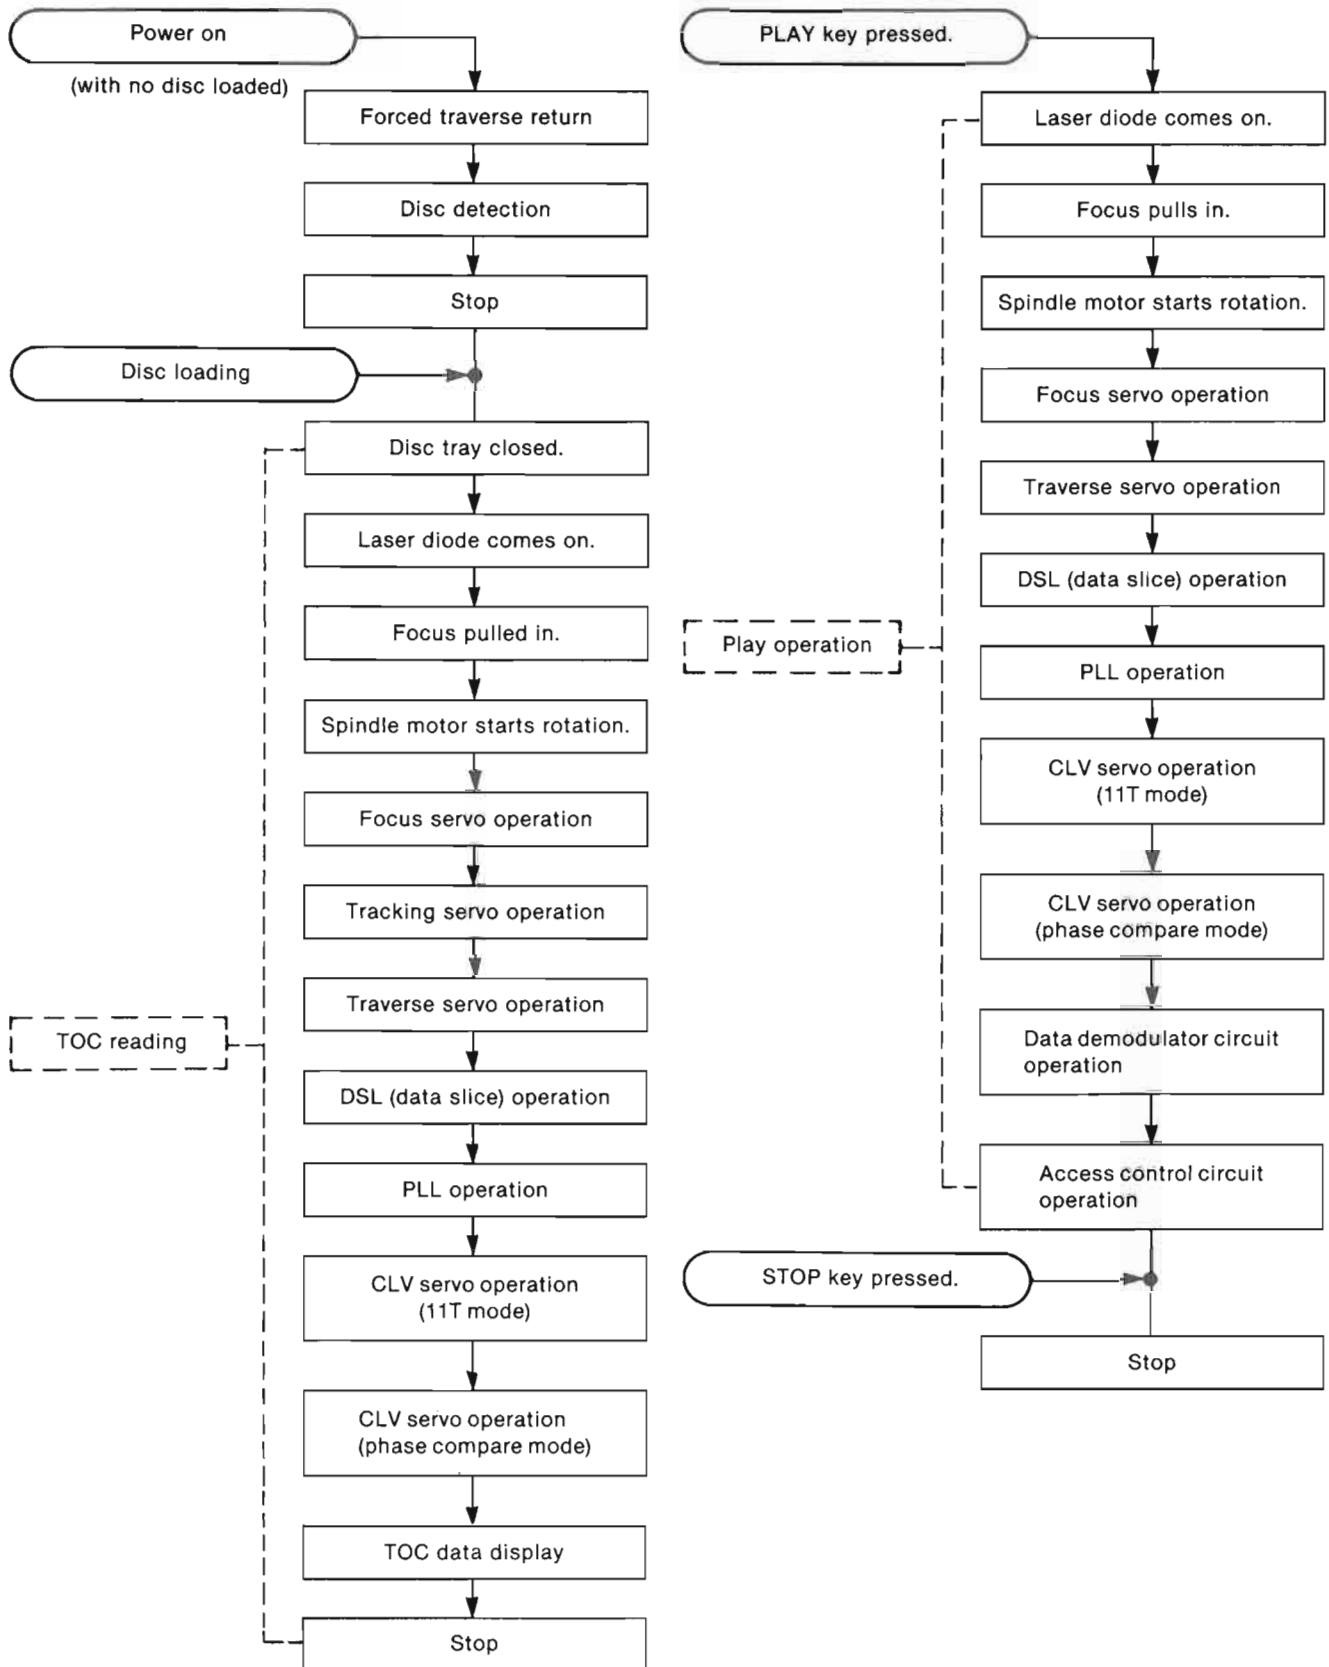 Power on
(with no disc loaded)
Forced traverse return
Disc detection
Stop
Disc loading
Disc tray closed.
Laser diode comes on.
Focus pulled in.
Spindle motor starts rotation.
Focus servo operation
Tracking servo operation
Traverse servo operation
TOC reading
DSL (data slice) operation
PLL operation
CLV servo operation
(11T mode)
CLV servo operation
(phase compare mode)
TOC data display
Stop
PLAY key pressed.
Laser diode comes on.
Focus pulls in.
Spindle motor starts rotation.
Focus servo operation
Traverse servo operation
DSL (data slice) operation
Play operation
PLL operation
CLV servo operation
(11T mode)
CLV servo operation
(phase compare mode)
Data demodulator circuit
operation
Access control circuit
operation
STOP key pressed.
Stop